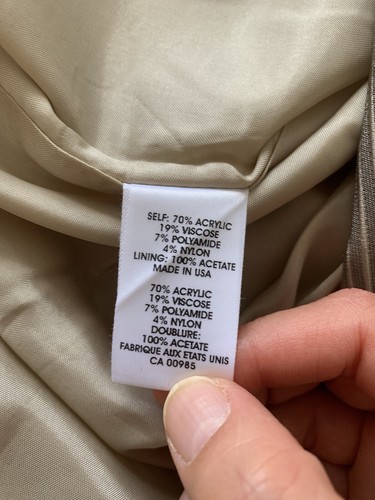 SELF: 70% ACRYLIC
19% VISCOSE
7% POLYAMIDE
4% NYLON
LINING: 100% ACETATE
MADE IN USA
70% ACRYLIC
19% VISCOSE
7% POLYAMIDE
4% NYLON
DOUBLURE:
100% ACETATE
FABRIQUE AUX ETATS UNIS
CA 00985